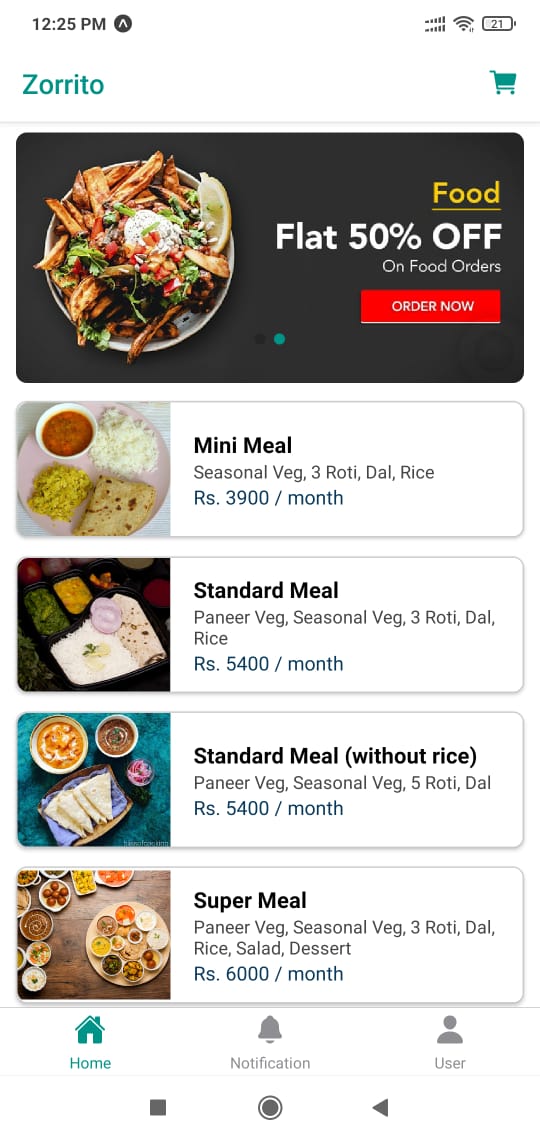 12:25 PM
21
Zorrito
Food
Flat 50% OFF
On Food Orders
ORDER NOW
Mini Meal
Seasonal Veg, 3 Roti, Dal, Rice
Rs. 3900 / month
Standard Meal
Paneer Veg, Seasonal Veg, 3 Roti, Dal,
Rice
Rs. 5400 / month
Standard Meal (without rice)
Paneer Veg, Seasonal Veg, 5 Roti, Dal
Rs. 5400 / month
Super Meal
Paneer Veg, Seasonal Veg, 3 Roti, Dal,
Rice, Salad, Dessert
Rs. 6000 / month
Home
Notification
User